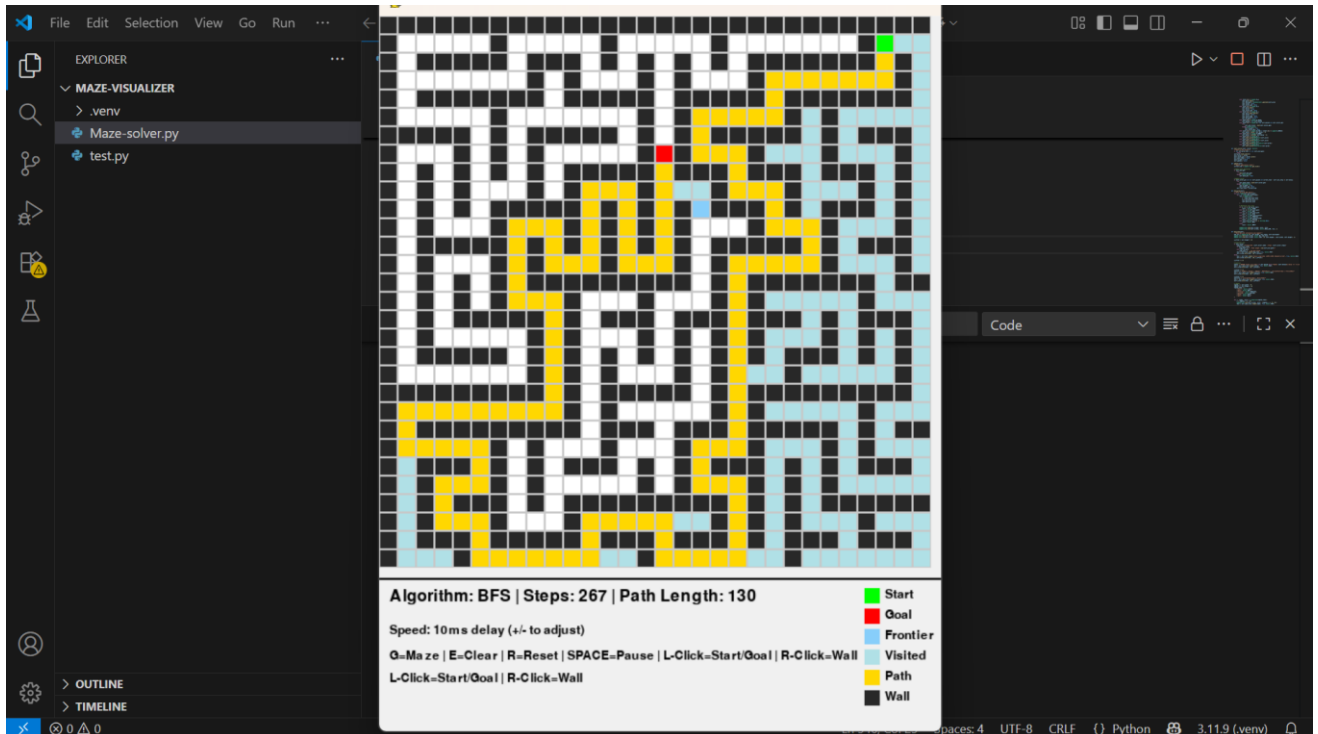 File Edit Selection View Go Run ···
EXPLORER ···
MAZE-VISUALIZER
.venv
Maze-solver.py
test.py
Code
Algorithm: BFS | Steps: 267 | Path Length: 130
Speed: 10ms delay (+/- to adjust)
G=Maze | E=Clear | R=Reset | SPACE=Pause | L-Click=Start/Goal | R-Click=Wall
L-Click=Start/Goal | R-Click=Wall
Start
Goal
Frontier
Visited
Path
Wall
OUTLINE
TIMELINE
0 0 Spaces: 4 UTF-8 CRLF {} Python 3.11.9 (.venv)